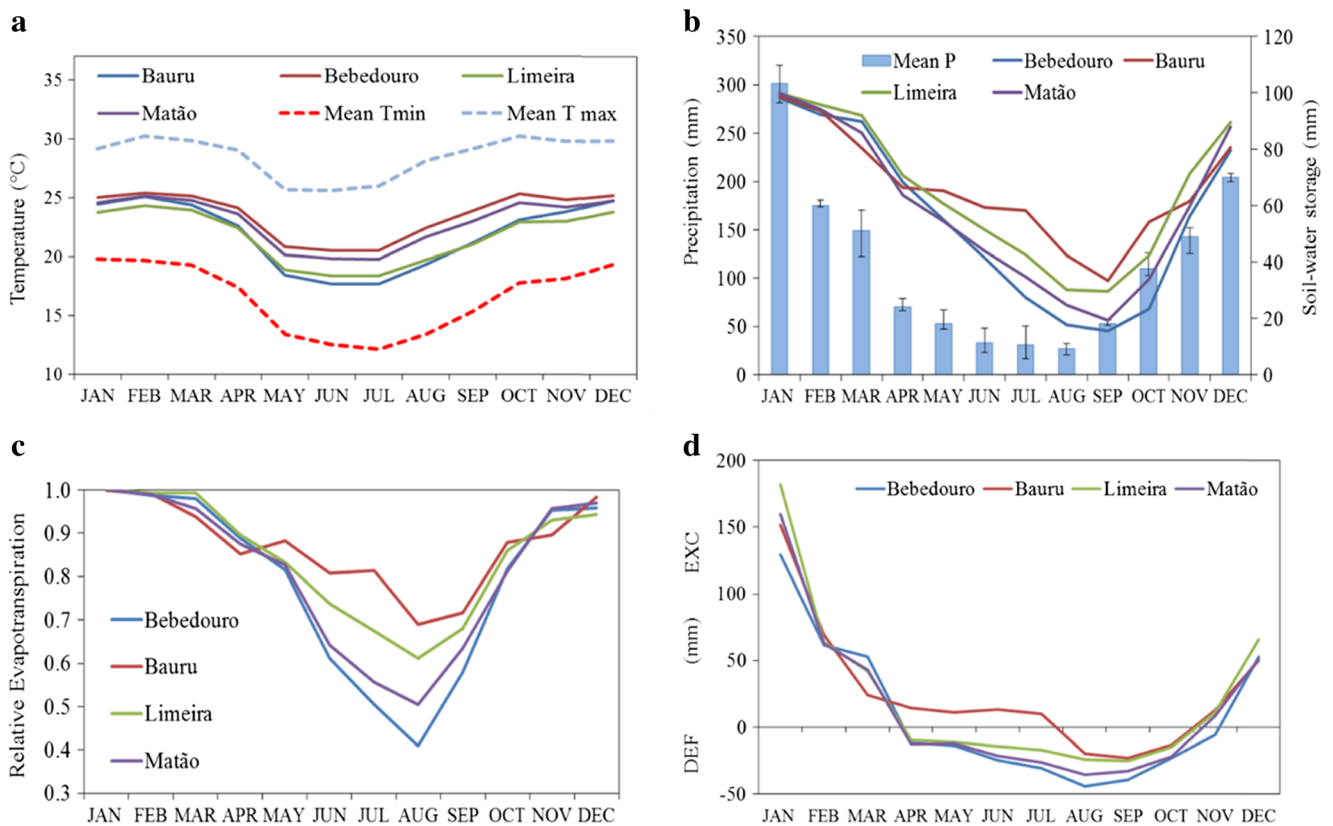 a
Temperature (°C)
35
30
25
20
15
10
Bauru
Bebedouro
Limeira
Matão
Mean Tmin
Mean T max
JAN FEB MAR APR MAY JUN JUL AUG SEP OCT NOV DEC
b
Precipitation (mm)
350
300
250
200
150
100
50
0
Mean P
Bebedouro
Bauru
Limeira
Matão
120
100
80
60
40
20
0
Soil-water storage (mm)
JAN FEB MAR APR MAY JUN JUL AUG SEP OCT NOV DEC
c
Relative Evapotranspiration
1.0
0.9
0.8
0.7
0.6
0.5
0.4
0.3
Bebedouro
Bauru
Limeira
Matão
JAN FEB MAR APR MAY JUN JUL AUG SEP OCT NOV DEC
d
DEF (mm) EXC
200
150
100
50
0
-50
Bebedouro
Bauru
Limeira
Matão
JAN FEB MAR APR MAY JUN JUL AUG SEP OCT NOV DEC